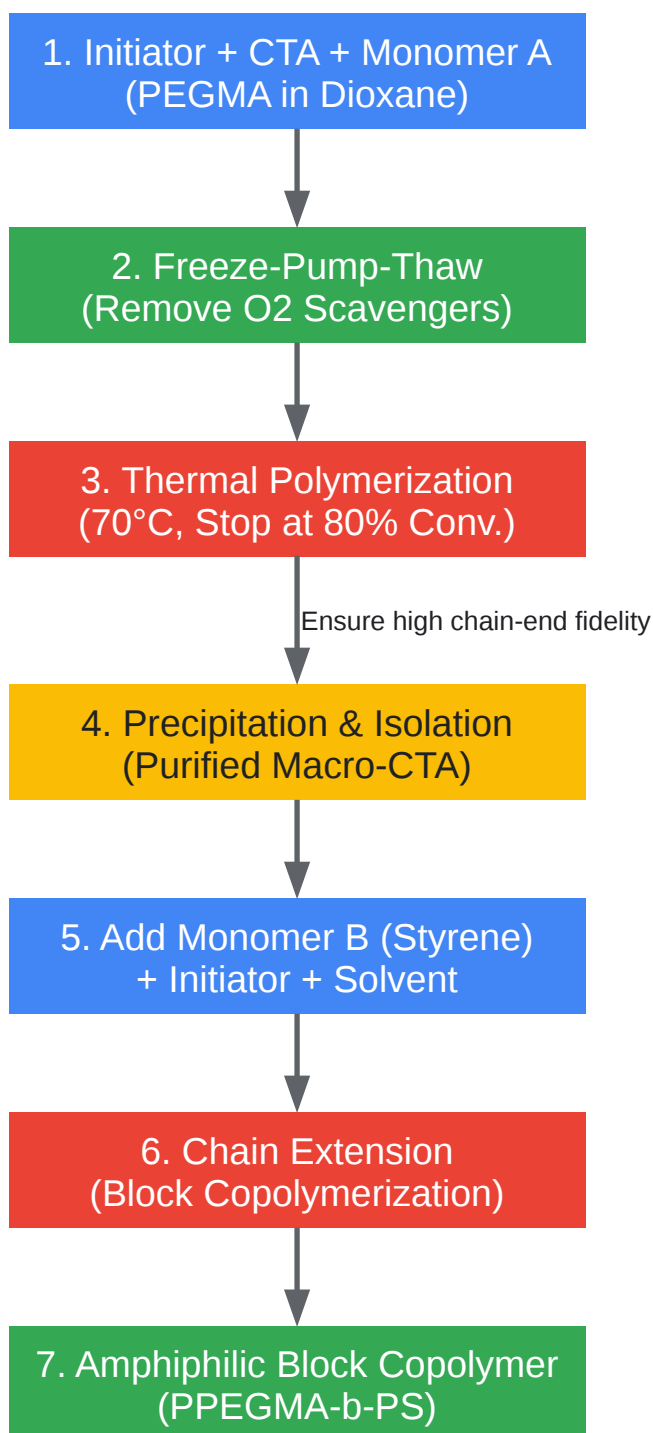 1. Initiator + CTA + Monomer A
(PEGMA in Dioxane)
2. Freeze-Pump-Thaw
(Remove O2 Scavengers)
3. Thermal Polymerization
(70°C, Stop at 80% Conv.)
Ensure high chain-end fidelity
4. Precipitation & Isolation
(Purified Macro-CTA)
5. Add Monomer B (Styrene)
+ Initiator + Solvent
6. Chain Extension
(Block Copolymerization)
7. Amphiphilic Block Copolymer
(PPEGMA-b-PS)